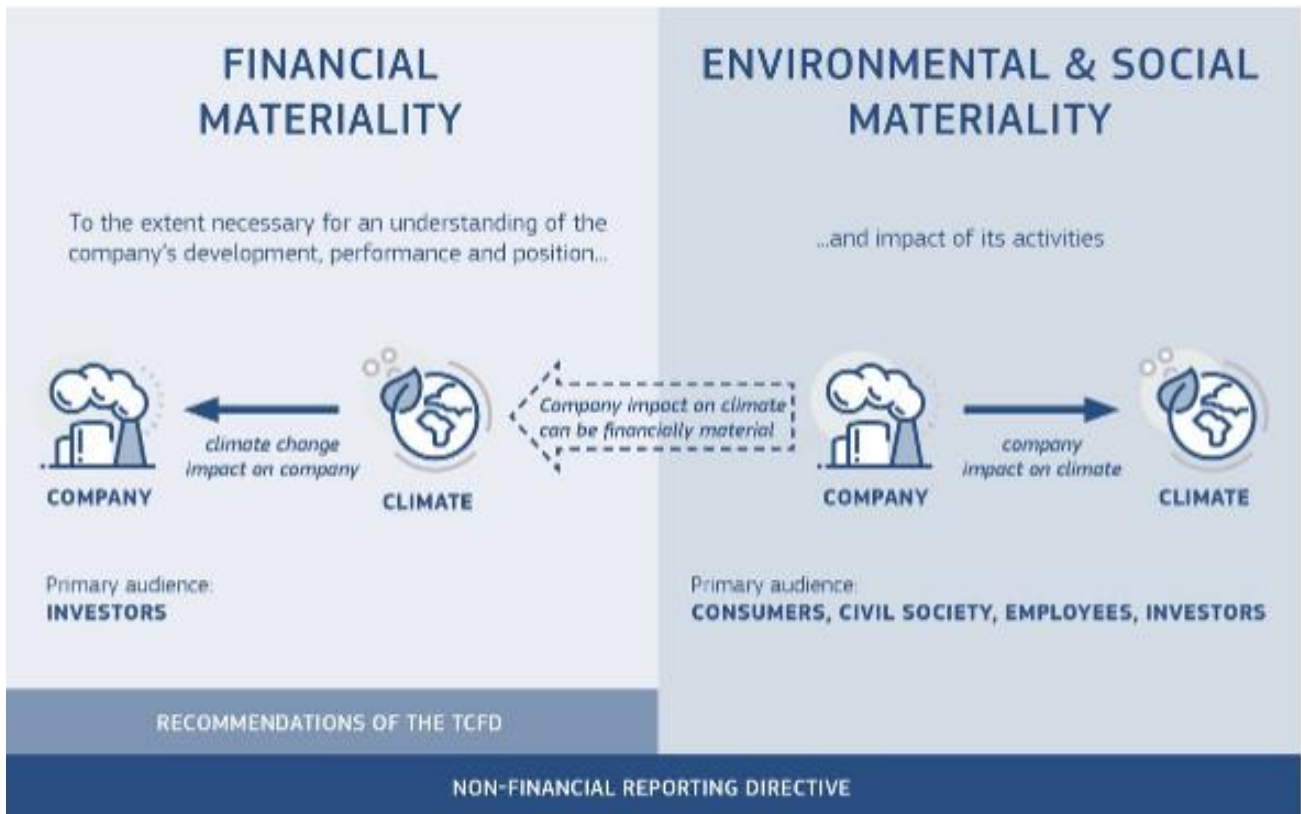 FINANCIAL
MATERIALITY
To the extent necessary for an understanding of the
company's development, performance and position...
climate change
impact on company
COMPANY
CLIMATE
Primary audience:
INVESTORS
RECOMMENDATIONS OF THE TCFD
Company impact on climate
can be financially material
ENVIRONMENTAL & SOCIAL
MATERIALITY
...and impact of its activities
company
impact on climate
COMPANY
CLIMATE
Primary audience:
CONSUMERS, CIVIL SOCIETY, EMPLOYEES, INVESTORS
NON-FINANCIAL REPORTING DIRECTIVE